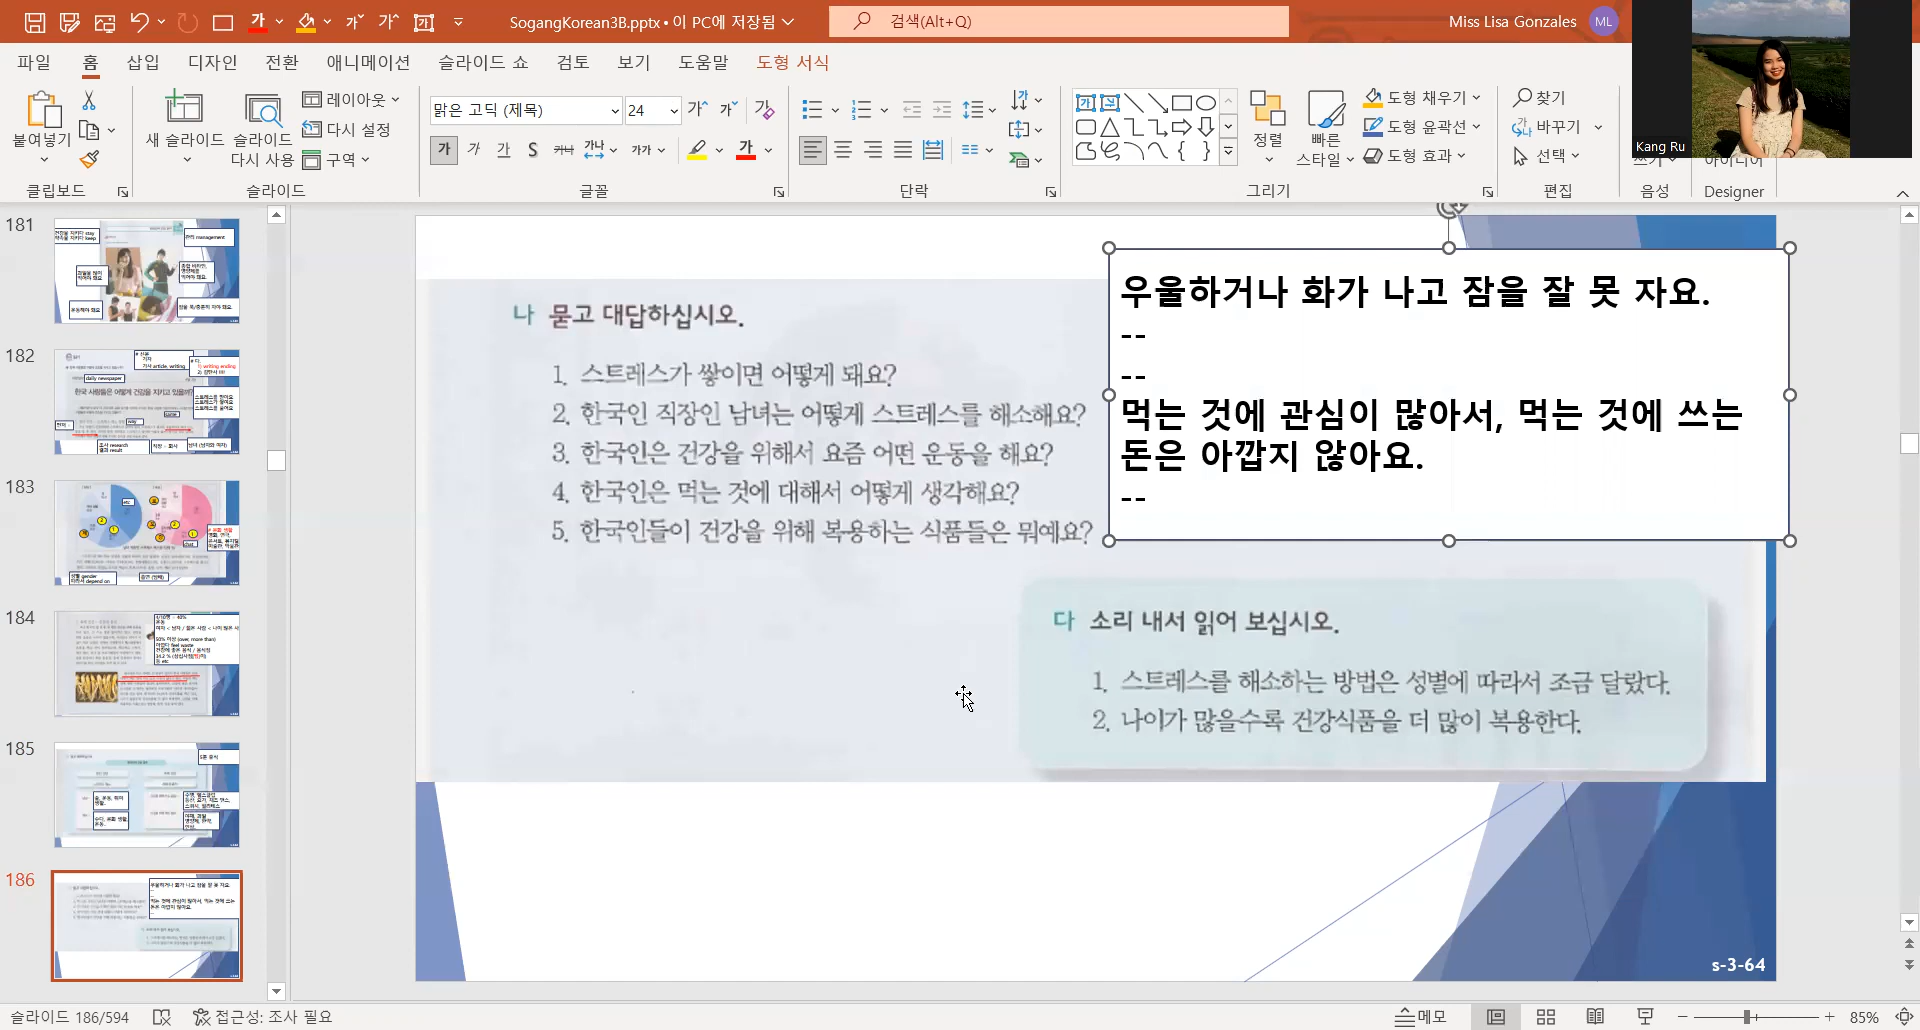 SogangKorean3B.pptx • 이 PC에 저장됨
검색(Alt+Q)
Miss Lisa Gonzales
ML
파일 홈 삽입 디자인 전환 애니메이션 슬라이드 쇼 검토 보기 도움말 도형 서식
Kang Ru
붙여넣기
클립보드
새 슬라이드
슬라이드 다시 사용
레이아웃
다시 설정
구역
슬라이드
맑은 고딕 (제목)
24
글꼴
단락
정렬
빠른 스타일
도형 채우기
도형 윤곽선
도형 효과
그리기
찾기
바꾸기
선택
편집
음성
Designer
181
182
183
184
185
186
나 묻고 대답하십시오.
1. 스트레스가 쌓이면 어떻게 돼요?
2. 한국인 직장인 남녀는 어떻게 스트레스를 해소해요?
3. 한국인은 건강을 위해서 요즘 어떤 운동을 해요?
4. 한국인은 먹는 것에 대해서 어떻게 생각해요?
5. 한국인들이 건강을 위해 복용하는 식품들은 뭐예요?
우울하거나 화가 나고 잠을 잘 못 자요.
--
--
먹는 것에 관심이 많아서, 먹는 것에 쓰는
돈은 아깝지 않아요.
--
다 소리 내서 읽어 보십시오.
1. 스트레스를 해소하는 방법은 성별에 따라서 조금 달랐다.
2. 나이가 많을수록 건강식품을 더 많이 복용한다.
s-3-64
슬라이드 186/594
접근성: 조사 필요
메모
85%